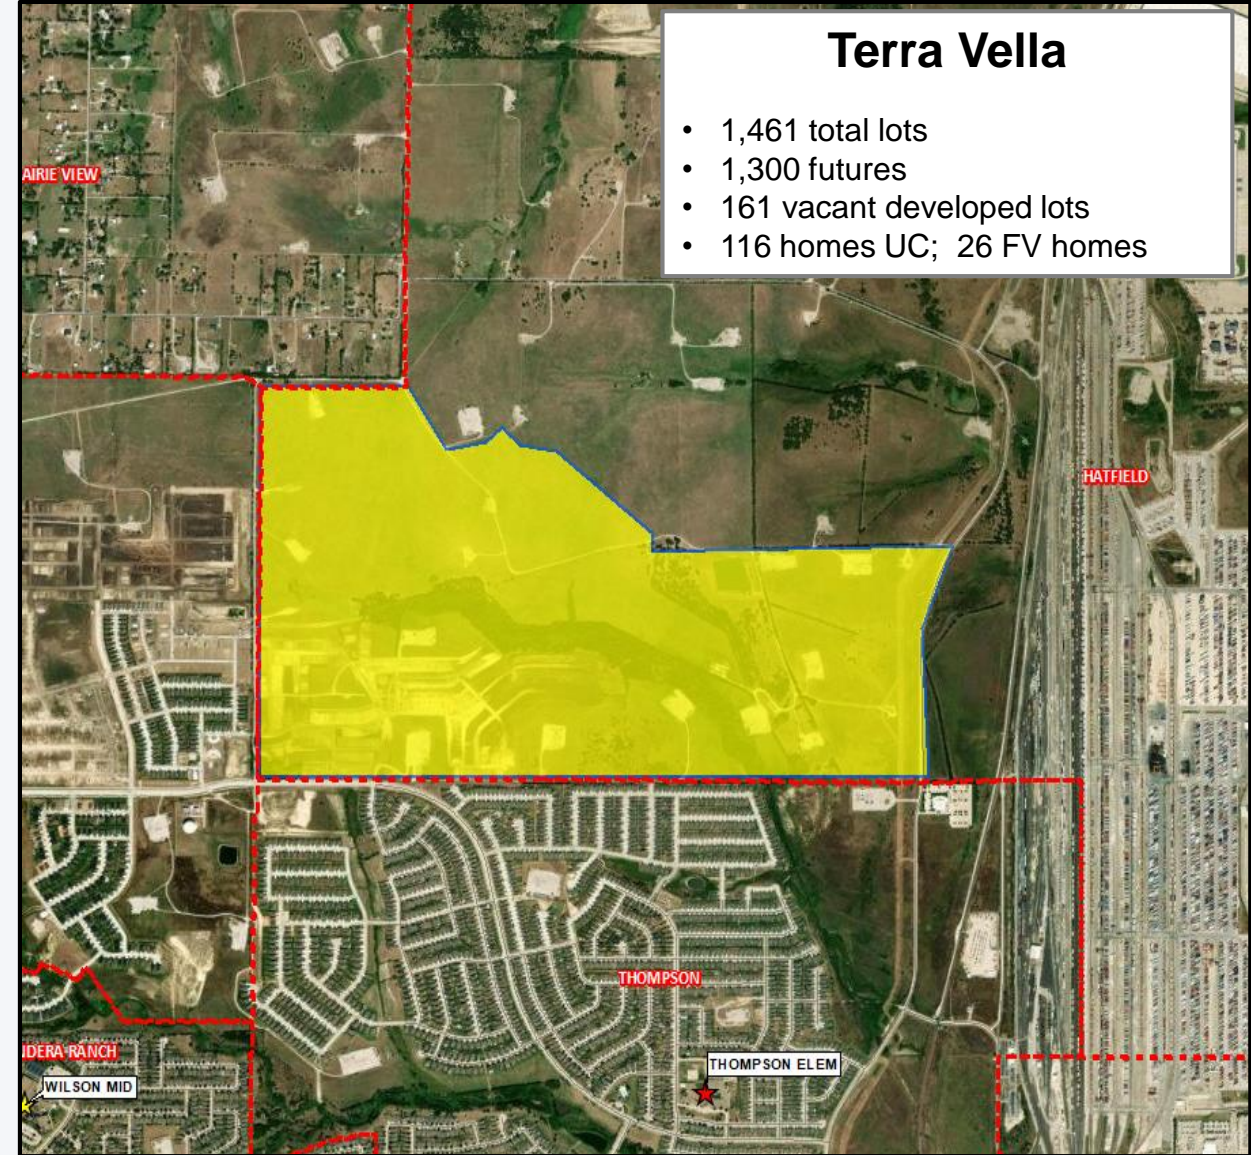 Terra Vella
• 1,461 total lots
• 1,300 futures
• 161 vacant developed lots
• 116 homes UC; 26 FV homes
AIRIE VIEW
HATFIELD
THOMPSON
THOMPSON ELEM
NDERA RANCH
WILSON MID